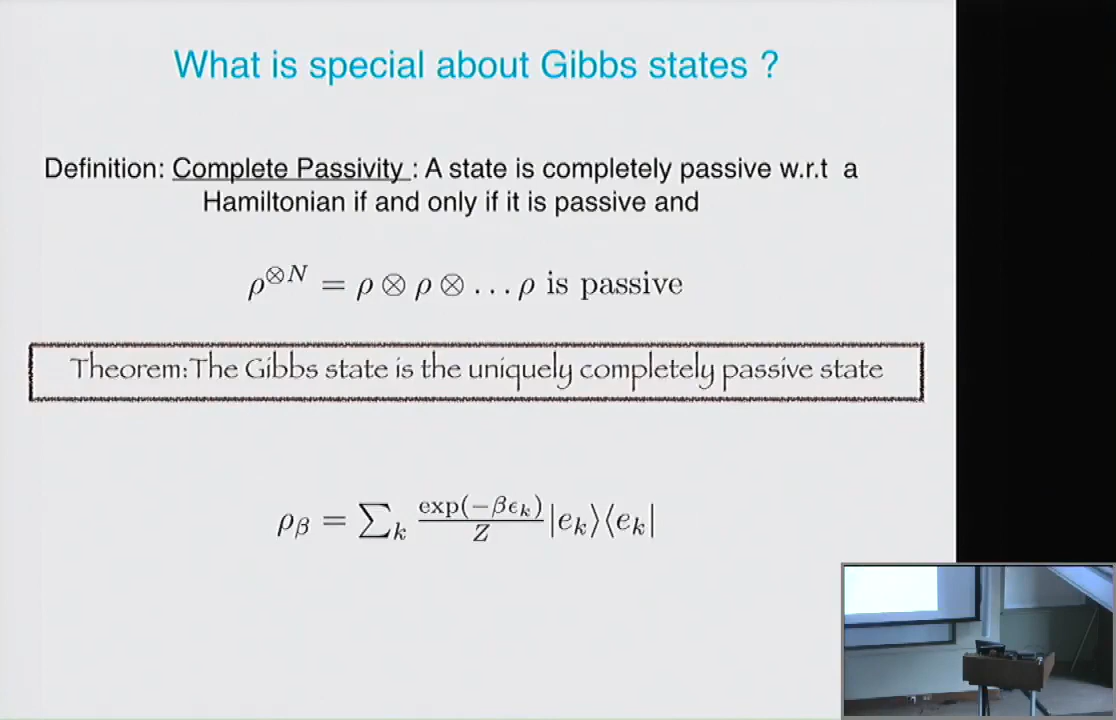 What is special about Gibbs states ?
Definition: Complete Passivity : A state is completely passive w.r.t a
Hamiltonian if and only if it is passive and
ρ^{⊗N} = ρ ⊗ ρ ⊗ … ρ is passive
Theorem:The Gibbs state is the uniquely completely passive state
ρ_β = ∑_k \frac{exp(−βϵ_k)}{Z} |e_k⟩⟨e_k|